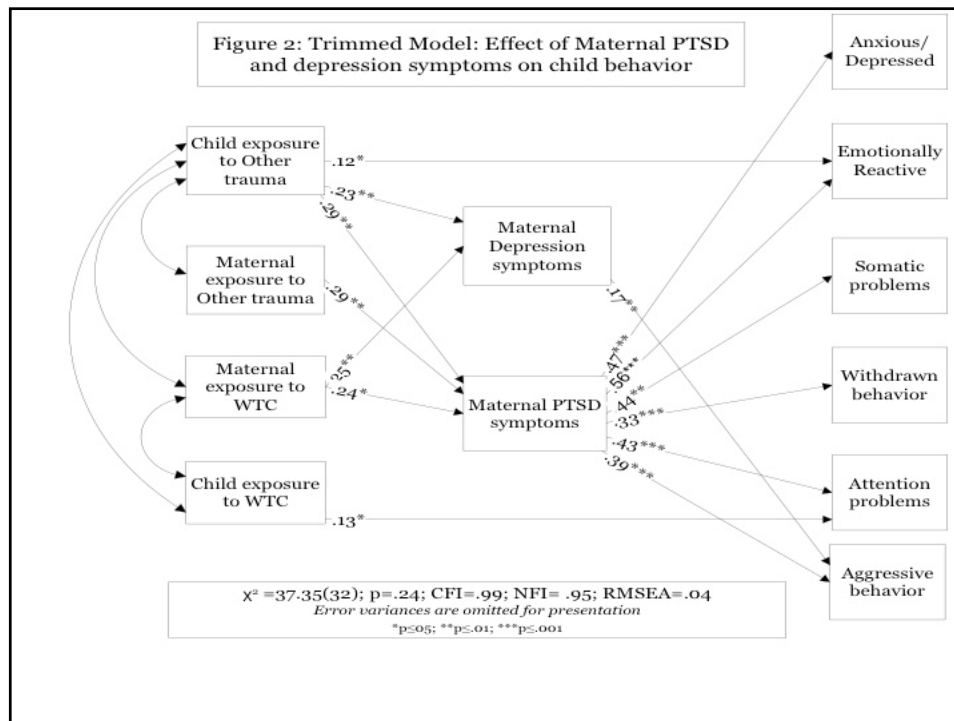 Figure 2: Trimmed Model: Effect of Maternal PTSD
and depression symptoms on child behavior
Anxious/
Depressed
Child exposure
to Other
trauma
.12*
.23**
.29**
Emotionally
Reactive
Maternal
Depression
symptoms
.17**
Maternal
exposure to
Other trauma
.29**
Somatic
problems
Maternal
exposure to
WTC
.25**
.24*
Maternal PTSD
symptoms
.47***
.56***
.44**
.33***
.43***
.39***
Withdrawn
behavior
Child exposure
to WTC
.13*
Attention
problems
Aggressive
behavior
χ² =37.35(32); p=.24; CFI=.99; NFI= .95; RMSEA=.04
Error variances are omitted for presentation
*p≤05; **p≤.01; ***p≤.001